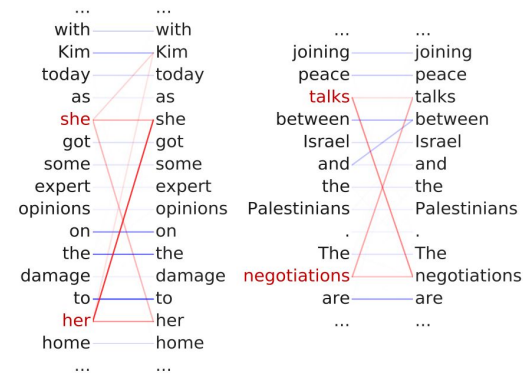 ... ...
with with
Kim Kim
today today
as as
she she
got got
some some
expert expert
opinions opinions
on on
the the
damage damage
to to
her her
home home
... ...
... ...
joining joining
peace peace
talks talks
between between
Israel Israel
and and
the the
Palestinians Palestinians
. .
The The
negotiations negotiations
are are
... ...